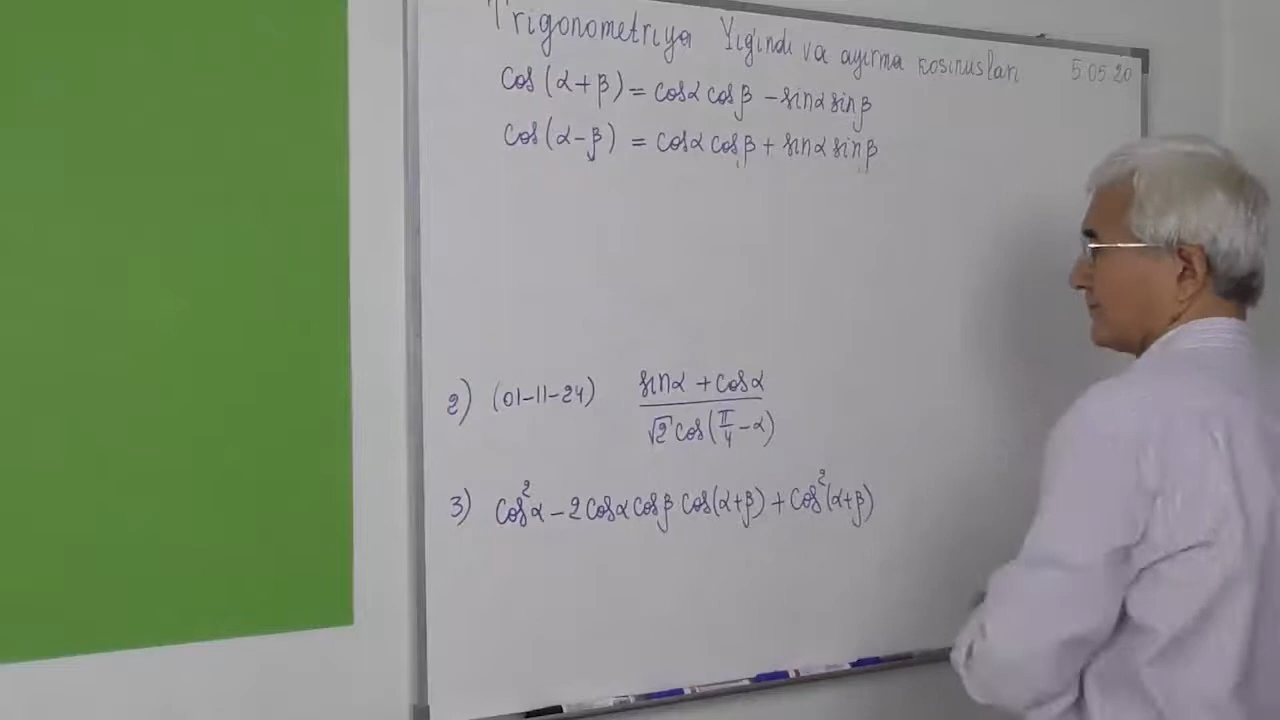 Trigonometriya Yig'indi va ayirma kosinuslari 5.05.20
cos(α+β) = cosα cosβ − sinα sinβ
cos(α−β) = cosα cosβ + sinα sinβ
2) (01-11-24) (sinα + cosα) / (√2 cos(π/4 − α))
3) cos²α − 2cosα cosβ cos(α+β) + cos²(α+β)